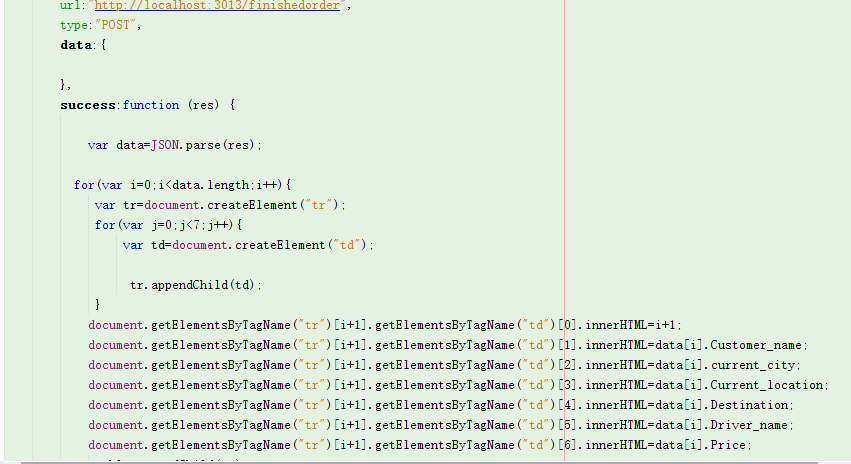 url:"http://localhost:3013/finishedorder",
type:"POST",
data:{
},
success:function (res) {
var data=JSON.parse(res);
for(var i=0;i<data.length;i++){
var tr=document.createElement("tr");
for(var j=0;j<7;j++){
var td=document.createElement("td");
tr.appendChild(td);
}
document.getElementsByTagName("tr")[i+1].getElementsByTagName("td")[0].innerHTML=i+1;
document.getElementsByTagName("tr")[i+1].getElementsByTagName("td")[1].innerHTML=data[i].Customer_name;
document.getElementsByTagName("tr")[i+1].getElementsByTagName("td")[2].innerHTML=data[i].current_city;
document.getElementsByTagName("tr")[i+1].getElementsByTagName("td")[3].innerHTML=data[i].Current_location;
document.getElementsByTagName("tr")[i+1].getElementsByTagName("td")[4].innerHTML=data[i].Destination;
document.getElementsByTagName("tr")[i+1].getElementsByTagName("td")[5].innerHTML=data[i].Driver_name;
document.getElementsByTagName("tr")[i+1].getElementsByTagName("td")[6].innerHTML=data[i].Price;